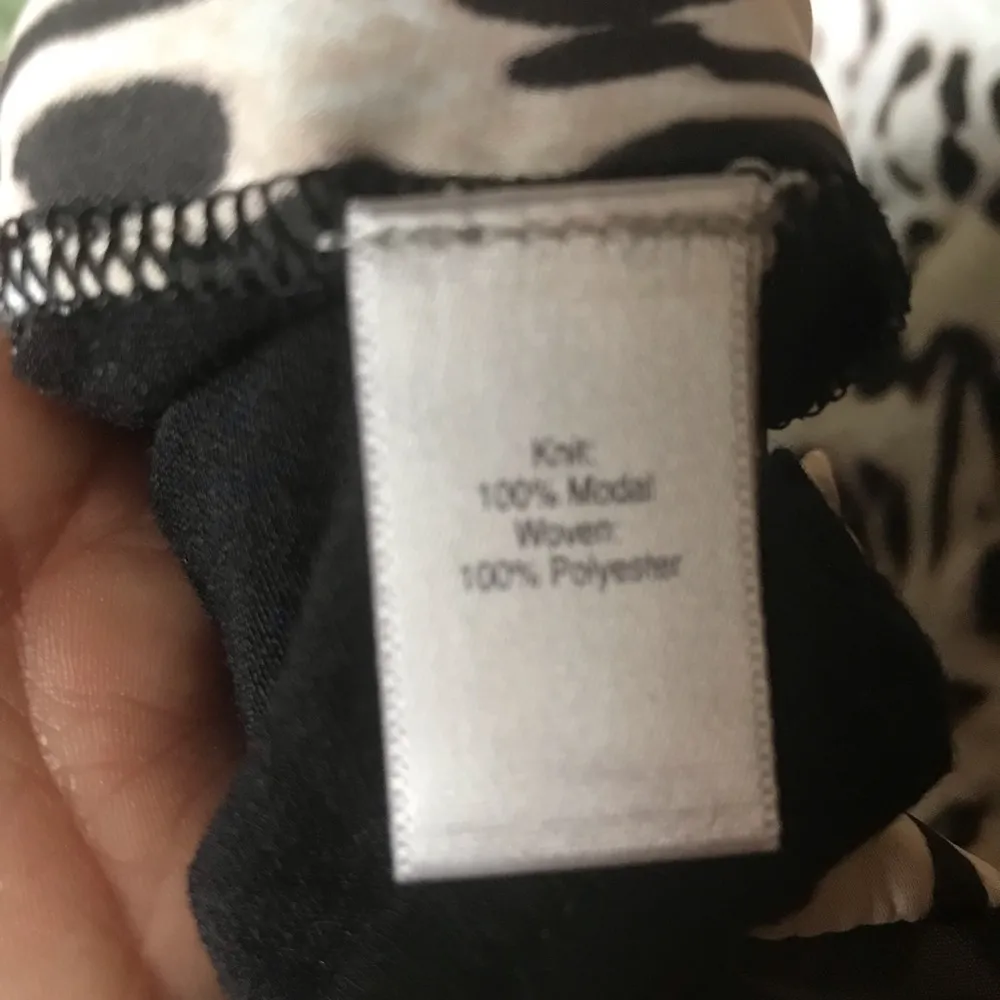 Knit:
100% Modal
Woven:
100% Polyester